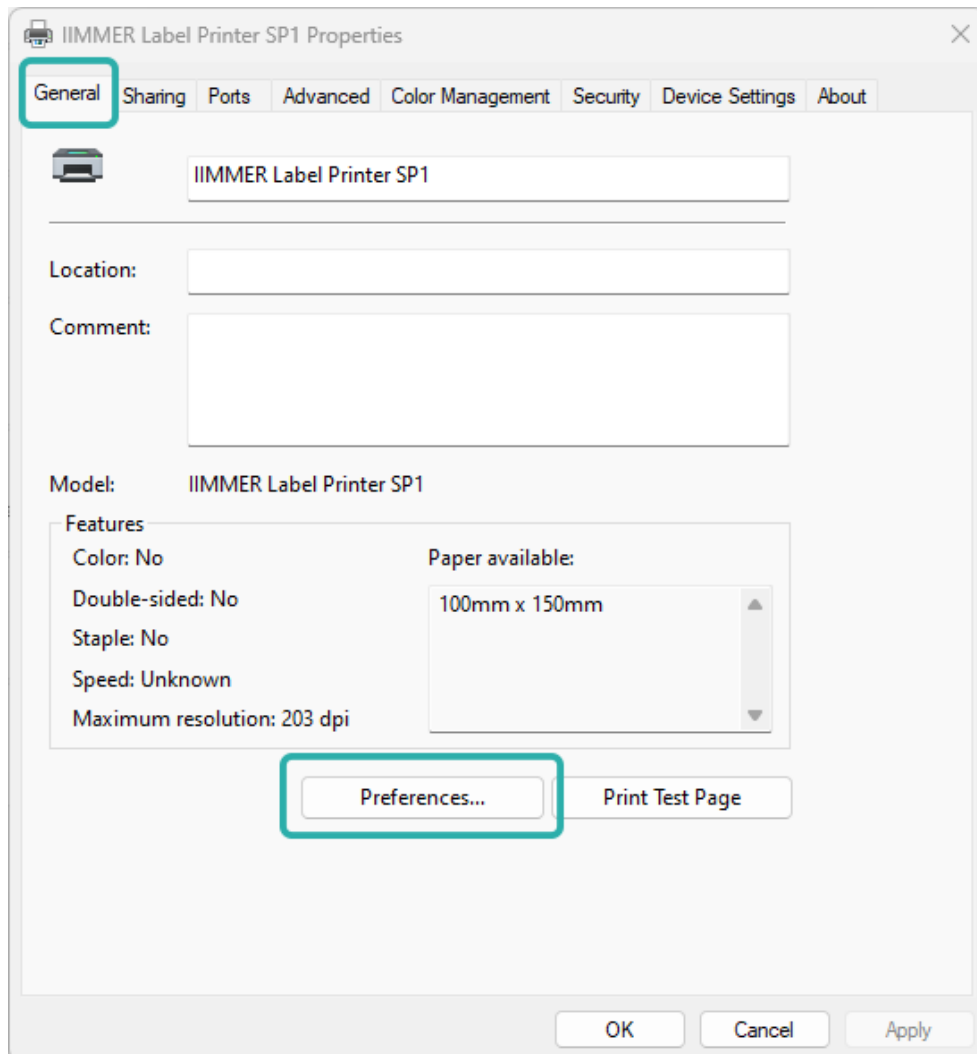 IIMMER Label Printer SP1 Properties
General Sharing Ports Advanced Color Management Security Device Settings About
IIMMER Label Printer SP1
Location:
Comment:
Model: IIMMER Label Printer SP1
Features
Color: No
Double-sided: No
Staple: No
Speed: Unknown
Maximum resolution: 203 dpi
Paper available:
100mm x 150mm
Preferences... Print Test Page
OK Cancel Apply